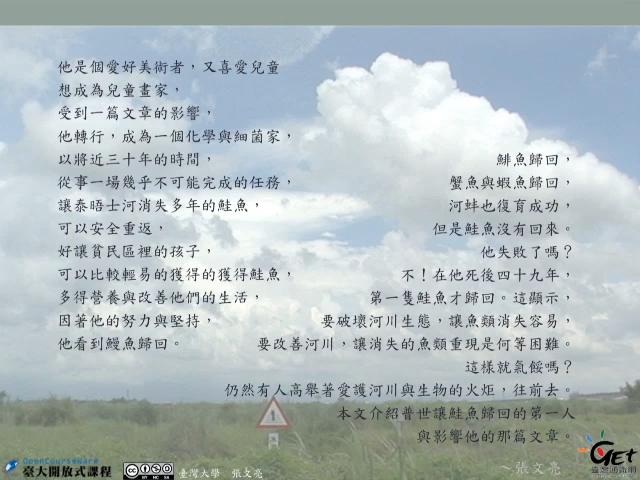 他是個愛好美術者，又喜愛兒童
想成為兒童畫家，
受到一篇文章的影響，
他轉行，成為一個化學與細菌家，
以將近三十年的時間，
從事一場幾乎不可能完成的任務，
讓泰晤士河消失多年的鮭魚，
可以安全重返，
好讓貧民區裡的孩子，
可以比較輕易的獲得的獲得鮭魚，
多得營養與改善他們的生活，
因著他的努力與堅持，
他看到鰻魚歸回。
鯡魚歸回，
蟹魚與蝦魚歸回，
河蚌也復育成功，
但是鮭魚沒有回來。
他失敗了嗎？
不！在他死後四十九年，
第一隻鮭魚才歸回。這顯示，
要破壞河川生態，讓魚類消失容易，
要改善河川，讓消失的魚類重現是何等困難。
這樣就氣餒嗎？
仍然有人高舉著愛護河川與生物的火炬，往前去。
本文介紹普世讓鮭魚歸回的第一人
與影響他的那篇文章。
～張文亮
OpenCourseWare
臺大開放式課程
cc
BY NC SA
臺灣大學 張文亮
GET
臺灣通識網